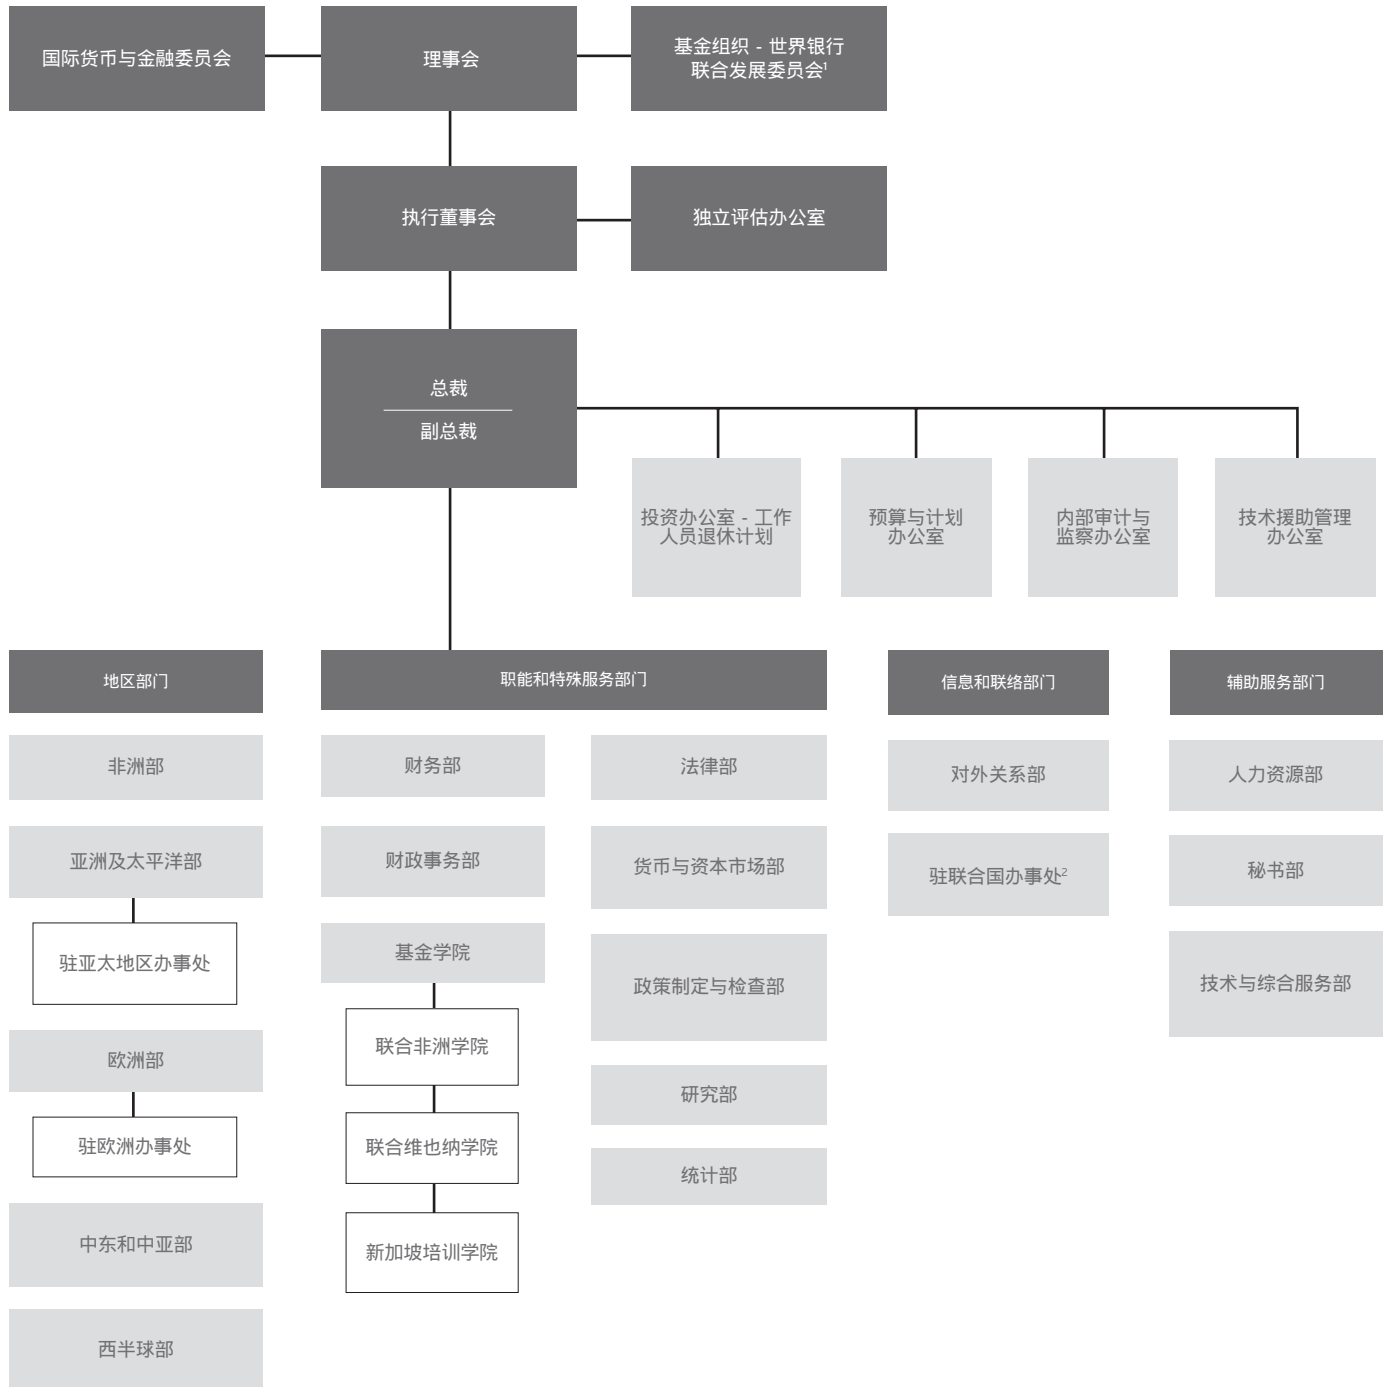 国际货币与金融委员会
理事会
基金组织 - 世界银行
联合发展委员会¹
执行董事会
独立评估办公室
总裁
副总裁
投资办公室 - 工作
人员退休计划
预算与计划
办公室
内部审计与
监察办公室
技术援助管理
办公室
地区部门
非洲部
亚洲及太平洋部
驻亚太地区办事处
欧洲部
驻欧洲办事处
中东和中亚部
西半球部
职能和特殊服务部门
财务部
财政事务部
基金学院
联合非洲学院
联合维也纳学院
新加坡培训学院
法律部
货币与资本市场部
政策制定与检查部
研究部
统计部
信息和联络部门
对外关系部
驻联合国办事处²
辅助服务部门
人力资源部
秘书部
技术与综合服务部